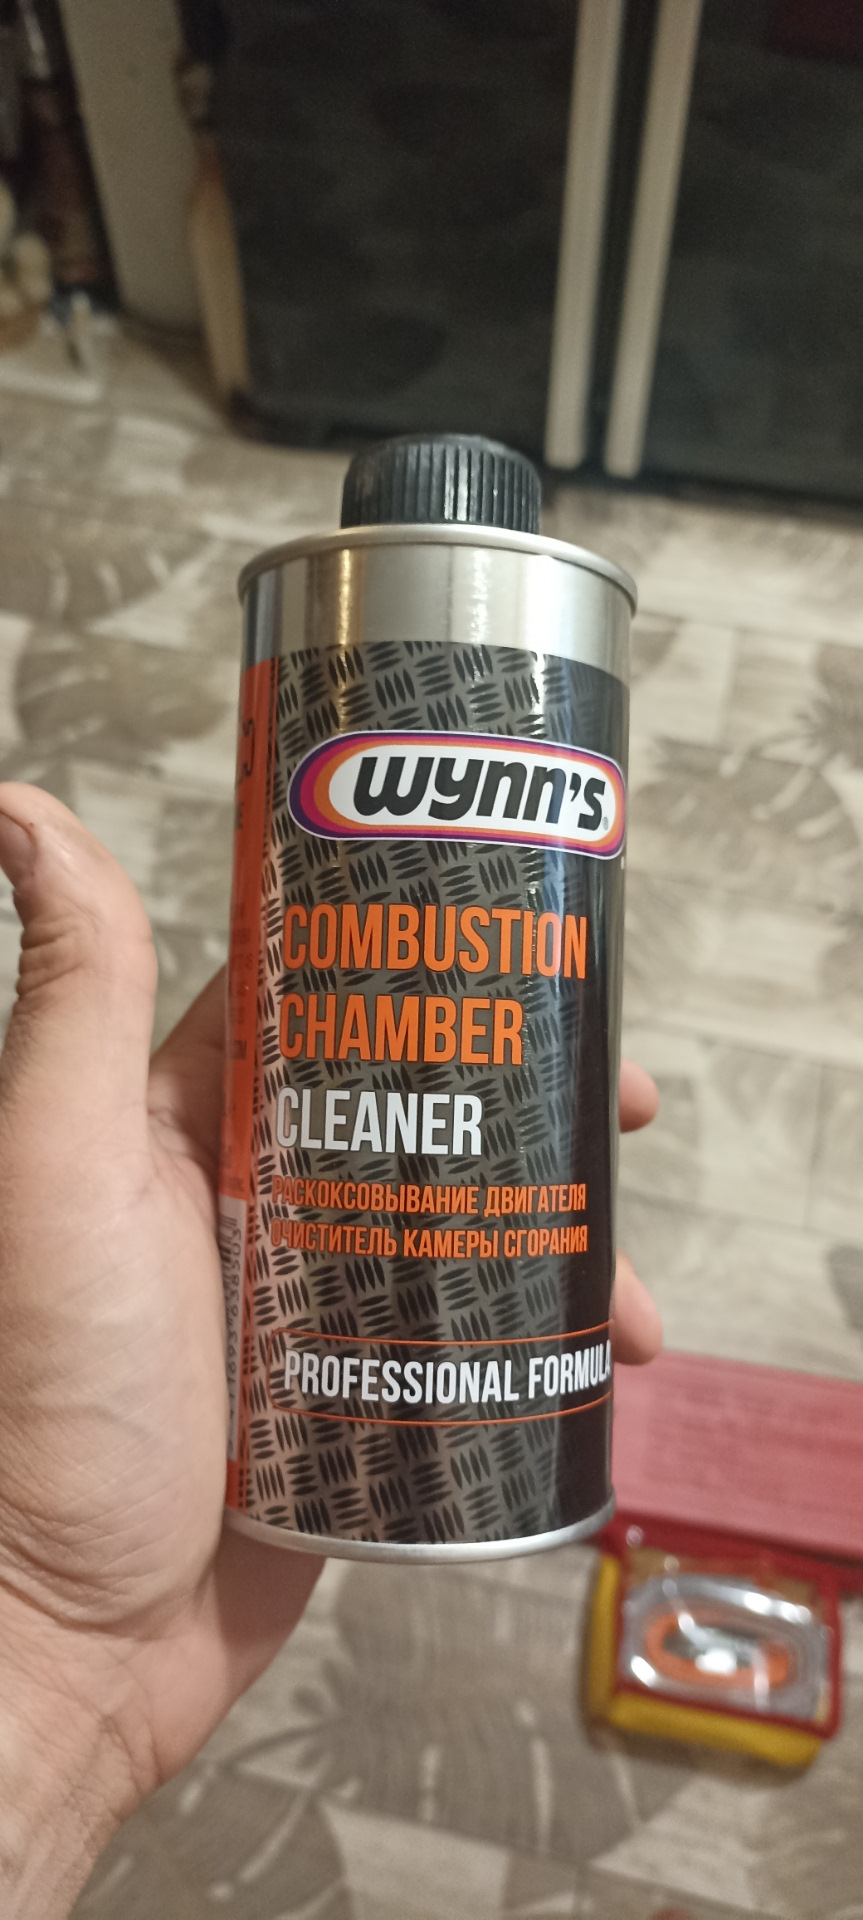 wynn's®
COMBUSTION
CHAMBER
CLEANER
РАСКОКСОВЫВАНИЕ ДВИГАТЕЛЯ
ОЧИСТИТЕЛЬ КАМЕРЫ СГОРАНИЯ
PROFESSIONAL FORMULA